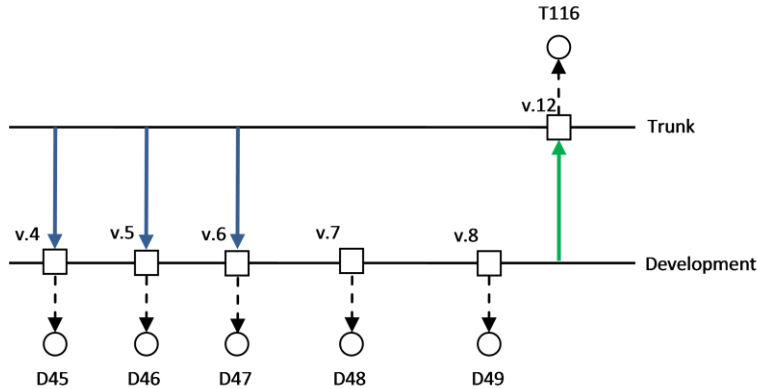 T116
v.12
Trunk
v.4
v.5
v.6
v.7
v.8
Development
D45
D46
D47
D48
D49